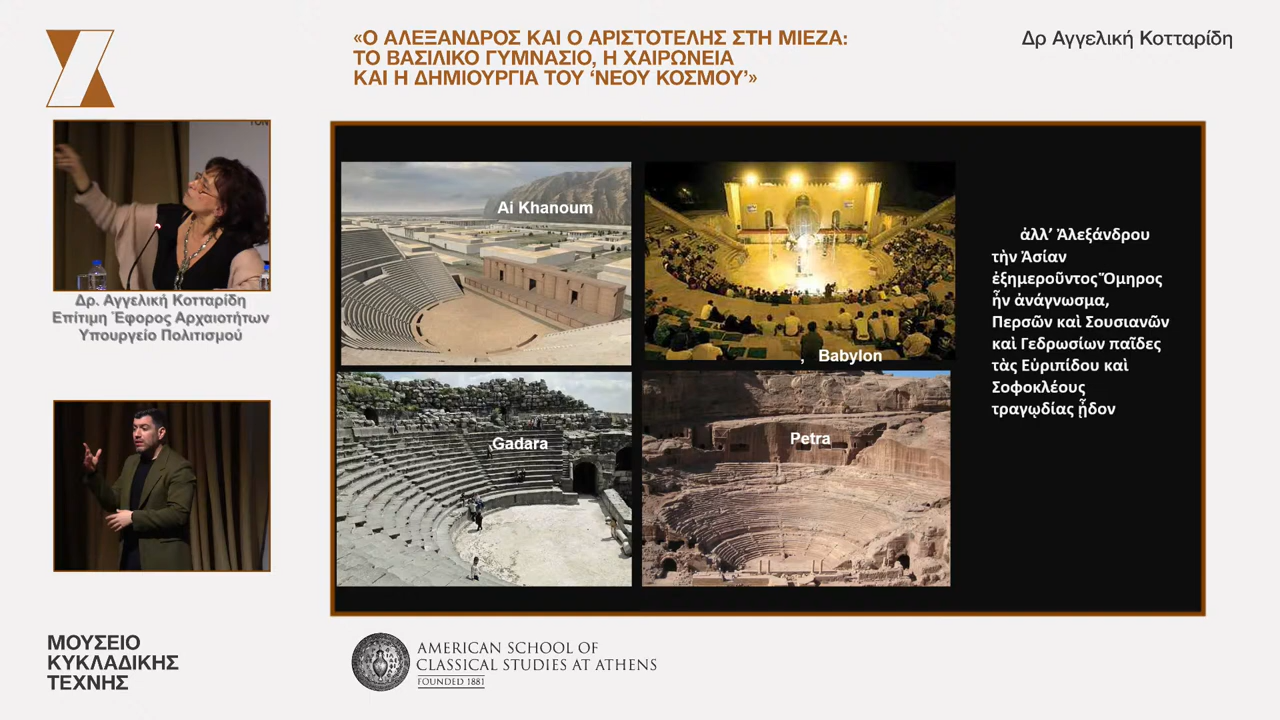 «Ο ΑΛΕΞΑΝΔΡΟΣ ΚΑΙ Ο ΑΡΙΣΤΟΤΕΛΗΣ ΣΤΗ ΜΙΕΖΑ:
ΤΟ ΒΑΣΙΛΙΚΟ ΓΥΜΝΑΣΙΟ, Η ΧΑΙΡΩΝΕΙΑ
ΚΑΙ Η ΔΗΜΙΟΥΡΓΙΑ ΤΟΥ ‘ΝΕΟΥ ΚΟΣΜΟΥ’»
Δρ Αγγελική Κοτταρίδη
Δρ. Αγγελική Κοτταρίδη
Επίτιμη Έφορος Αρχαιοτήτων
Υπουργείο Πολιτισμού
Ai Khanoum
, Babylon
Gadara
Petra
ἀλλ’ Ἀλεξάνδρου
τὴν Ἀσίαν
ἐξημεροῦντος Ὅμηρος
ἦν ἀνάγνωσμα,
Περσῶν καὶ Σουσιανῶν
καὶ Γεδρωσίων παῖδες
τὰς Εὐριπίδου καὶ
Σοφοκλέους
τραγῳδίας ᾖδον
ΜΟΥΣΕΙΟ
ΚΥΚΛΑΔΙΚΗΣ
ΤΕΧΝΗΣ
AMERICAN SCHOOL OF
CLASSICAL STUDIES AT ATHENS
FOUNDED 1881